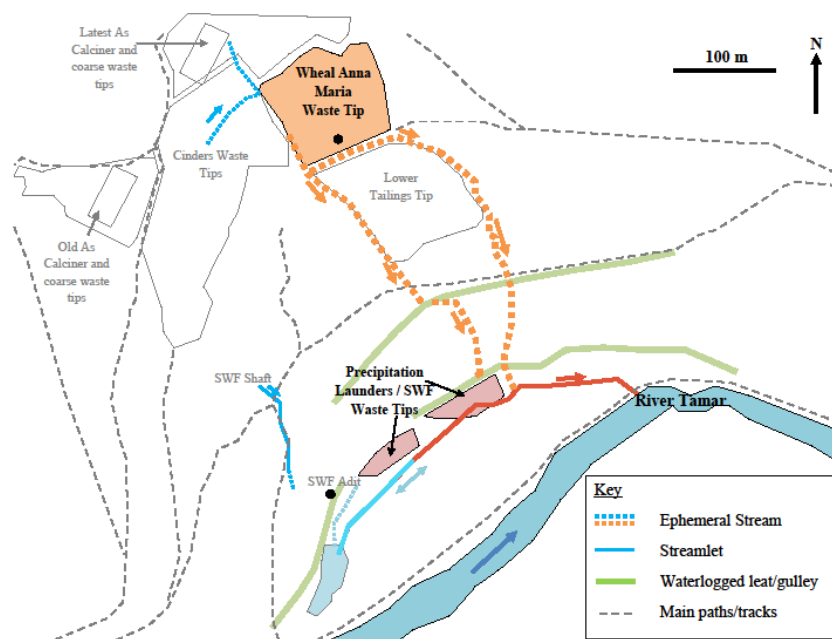 Latest As
Calciner and
coarse waste
tips
Wheal Anna
Maria
Waste Tip
100 m
N
Cinders Waste
Tips
Lower
Tailings Tip
Old As
Calciner and
coarse waste
tips
SWF Shaft
Precipitation
Launders / SWF
Waste Tips
River Tamar
SWF Adit
Key
Ephemeral Stream
Streamlet
Waterlogged leat/gulley
Main paths/tracks